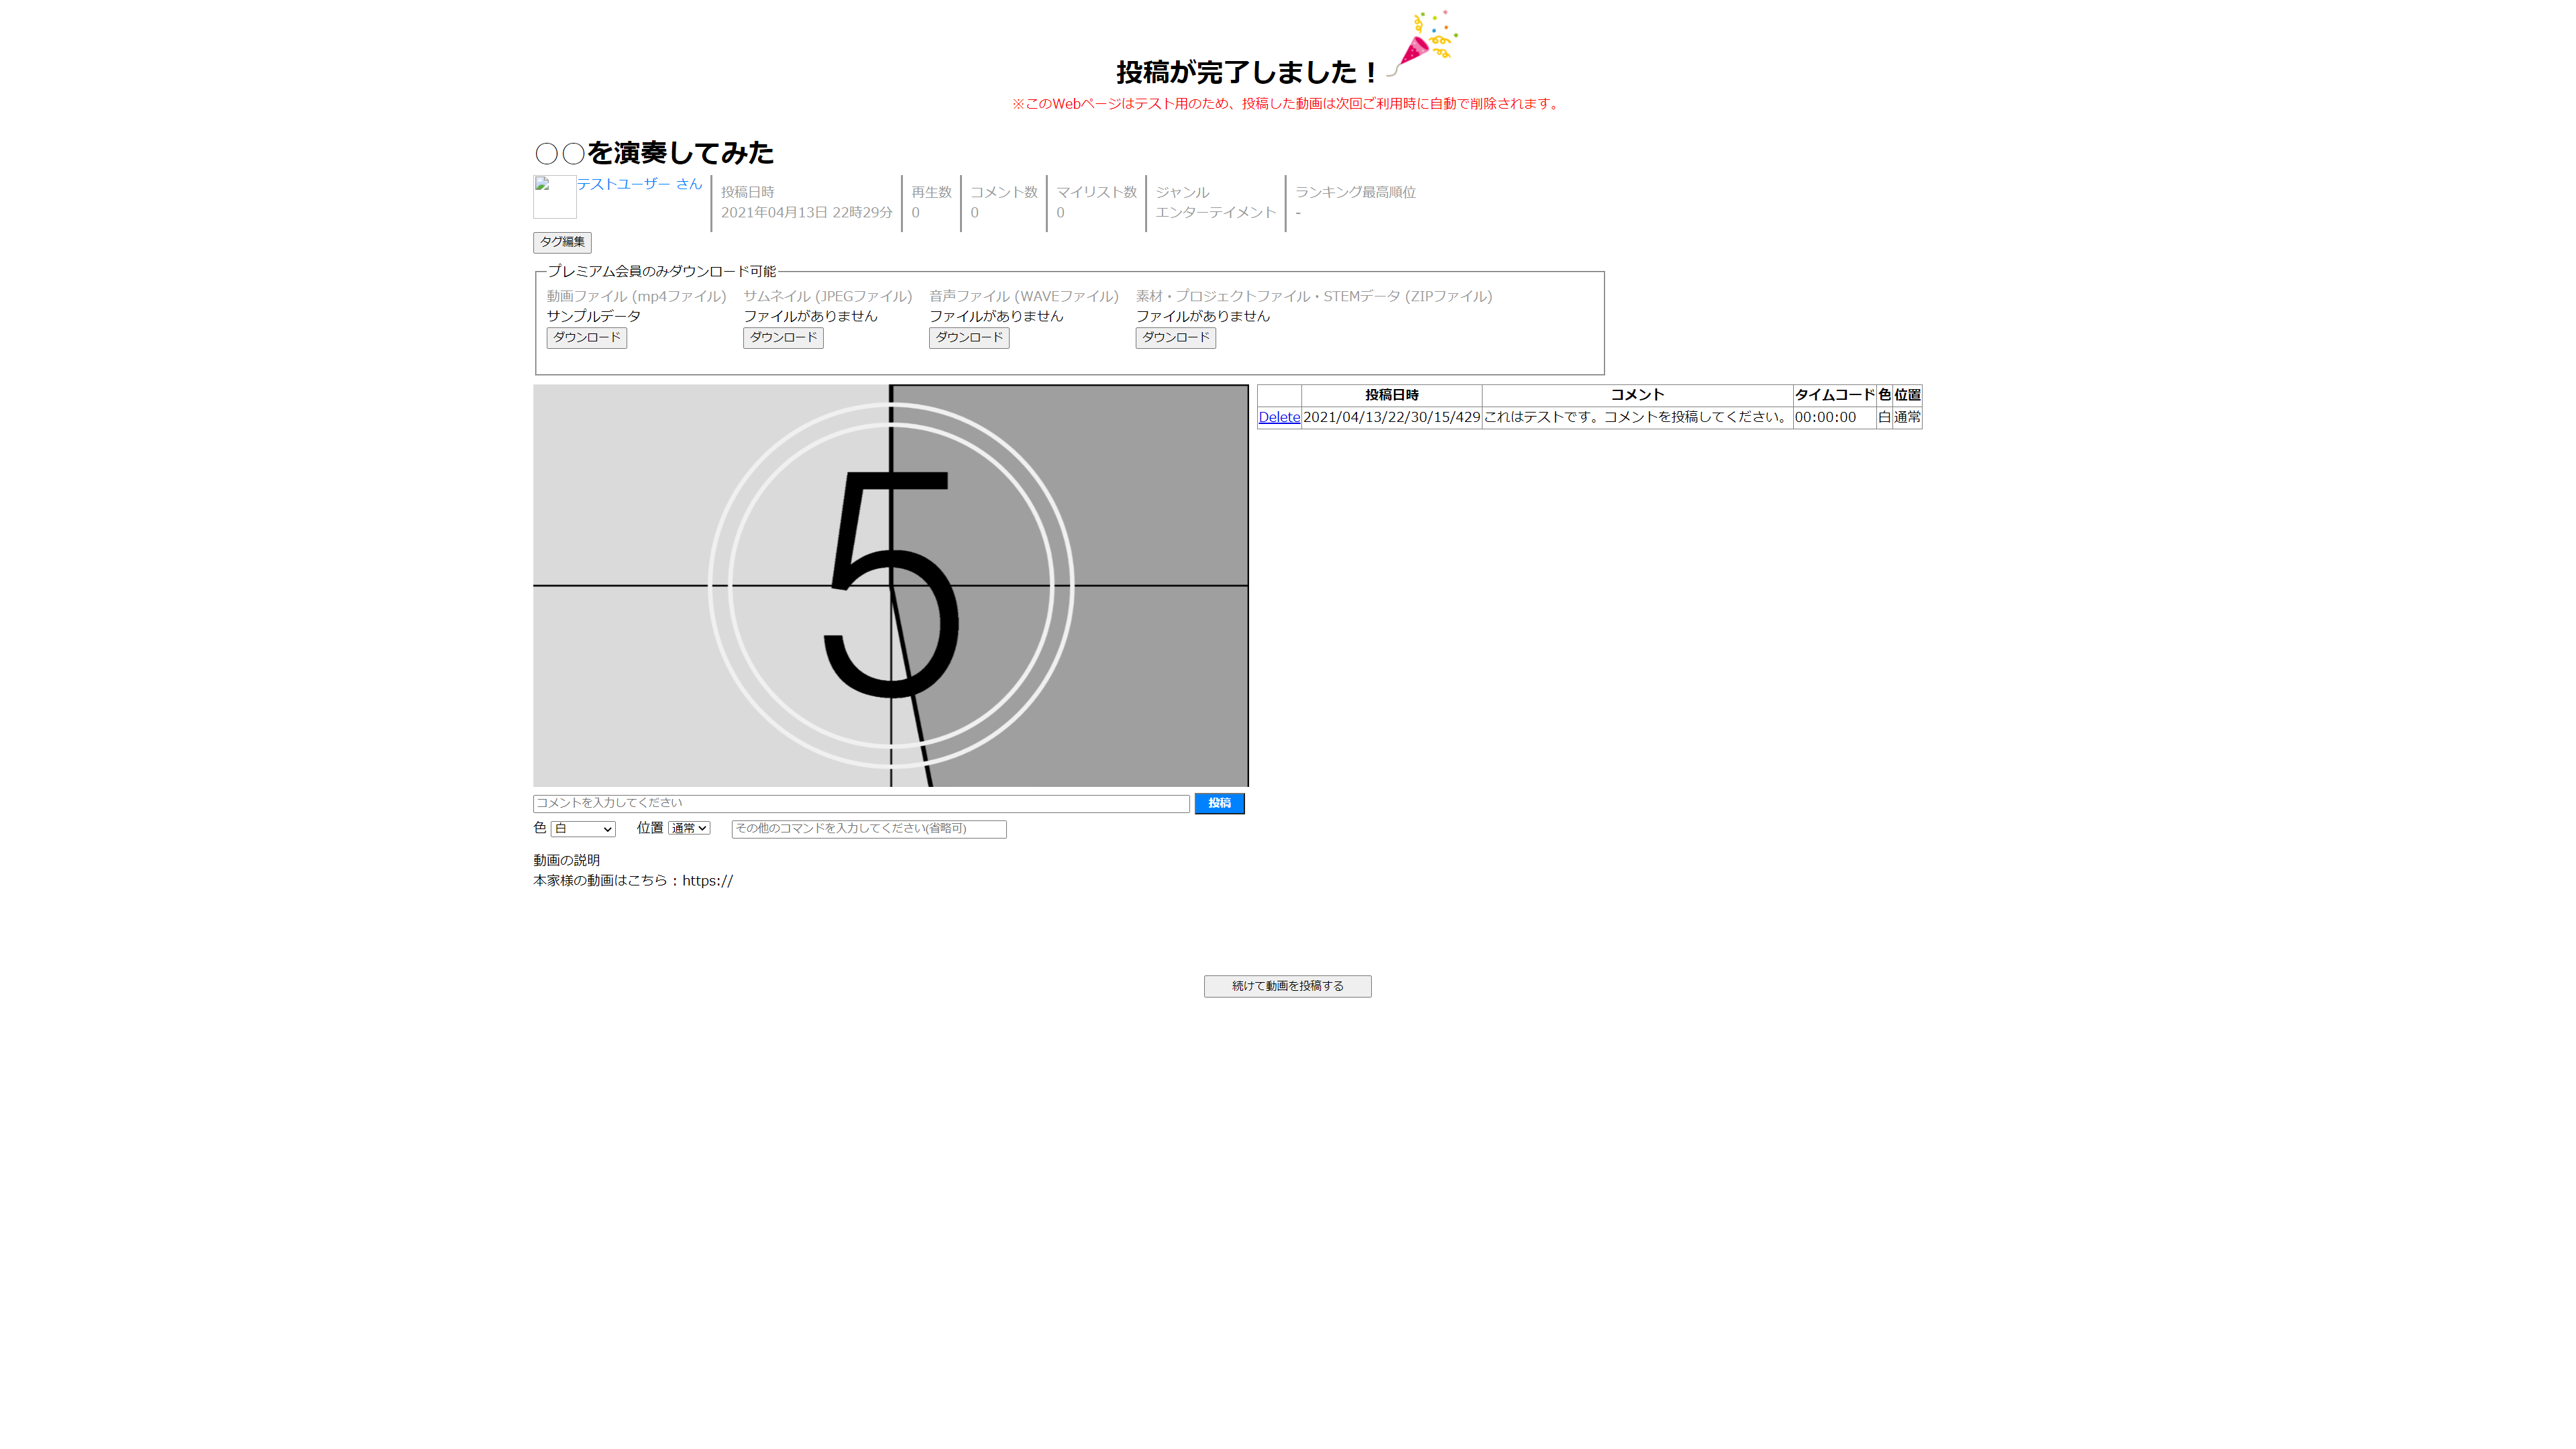 投稿が完了しました！
※このWebページはテスト用のため、投稿した動画は次回ご利用時に自動で削除されます。
○○を演奏してみた
テストユーザー さん
投稿日時
2021年04月13日 22時29分
再生数
0
コメント数
0
マイリスト数
0
ジャンル
エンターテイメント
ランキング最高順位
-
タグ編集
プレミアム会員のみダウンロード可能
動画ファイル (mp4ファイル)
サンプルデータ
ダウンロード
サムネイル (JPEGファイル)
ファイルがありません
ダウンロード
音声ファイル (WAVEファイル)
ファイルがありません
ダウンロード
素材・プロジェクトファイル・STEMデータ (ZIPファイル)
ファイルがありません
ダウンロード
5
投稿日時 コメント タイムコード 色 位置
Delete 2021/04/13/22/30/15/429 これはテストです。コメントを投稿してください。 00:00:00 白 通常
コメントを入力してください 投稿
色 白 位置 通常 その他のコマンドを入力してください(省略可)
動画の説明
本家様の動画はこちら：https://
続けて動画を投稿する